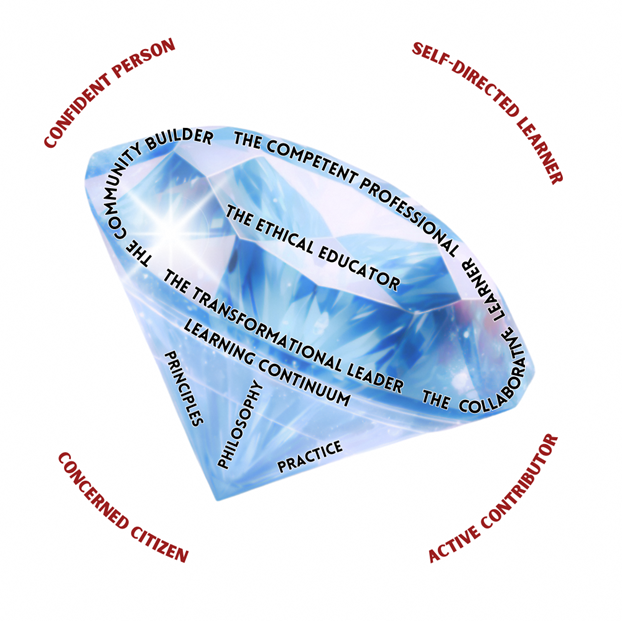 CONFIDENT PERSON
SELF-DIRECTED LEARNER
THE COMMUNITY BUILDER
THE COMPETENT PROFESSIONAL
THE ETHICAL EDUCATOR
THE COLLABORATIVE LEARNER
THE TRANSFORMATIONAL LEADER
LEARNING CONTINUUM
PRINCIPLES
PHILOSOPHY
PRACTICE
CONCERNED CITIZEN
ACTIVE CONTRIBUTOR